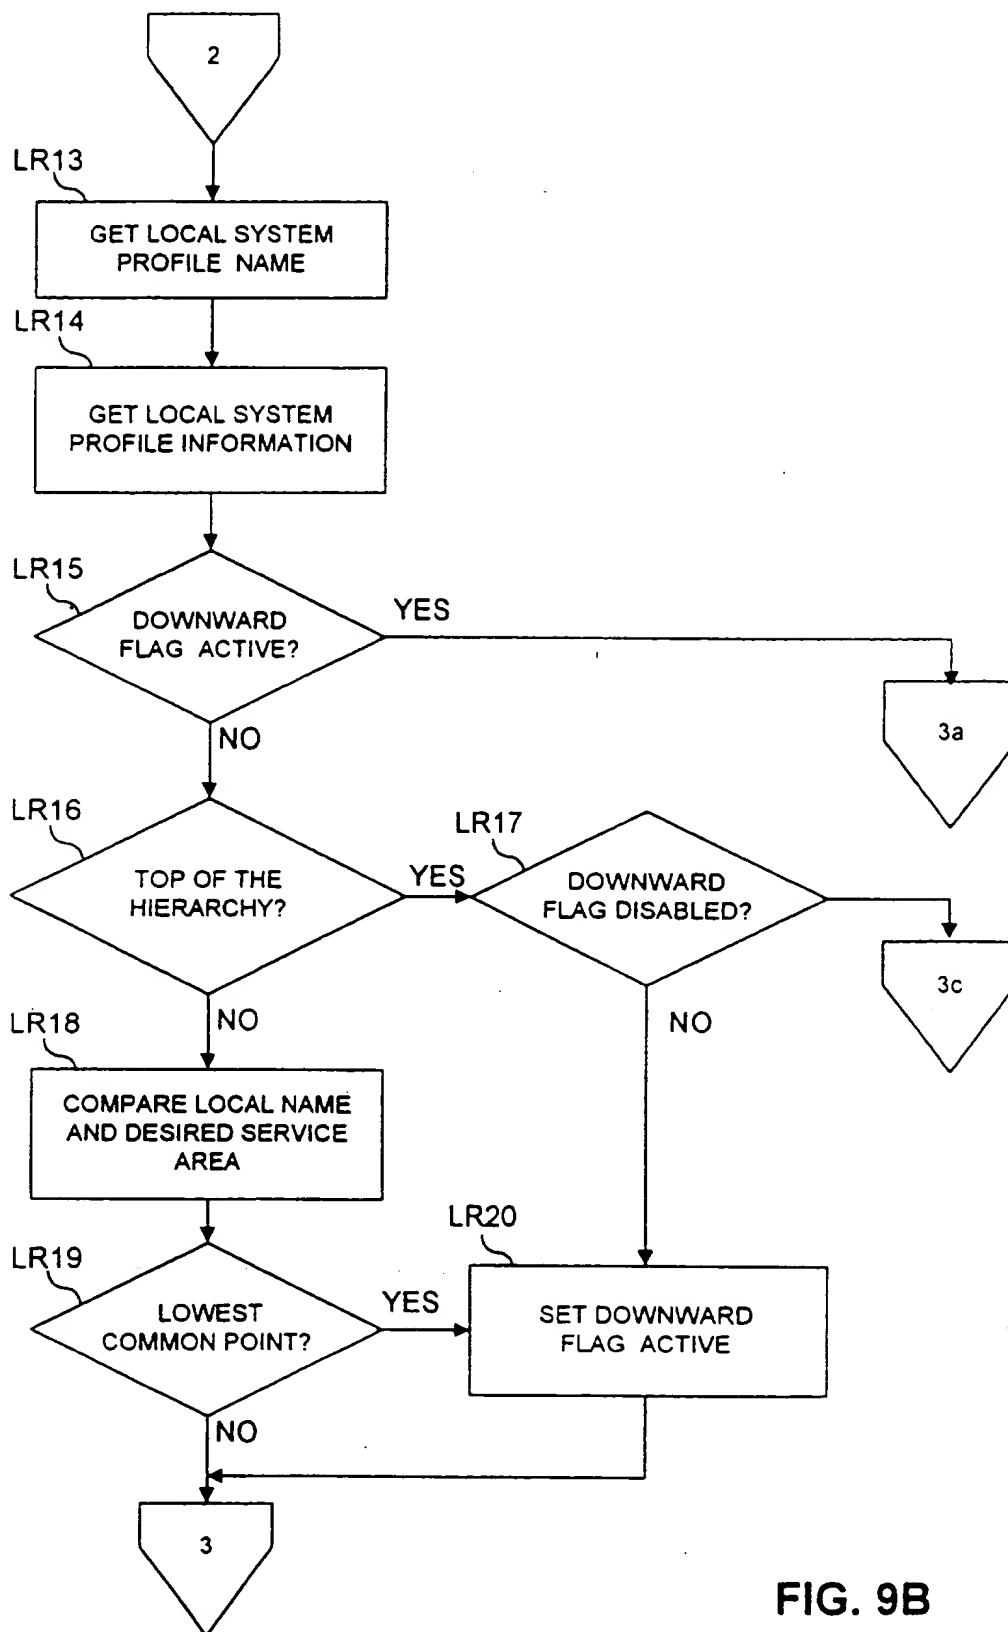 2
LR13
GET LOCAL SYSTEM
PROFILE NAME
LR14
GET LOCAL SYSTEM
PROFILE INFORMATION
LR15
DOWNWARD
FLAG ACTIVE?
YES
3a
NO
LR16
TOP OF THE
HIERARCHY?
YES
LR17
DOWNWARD
FLAG DISABLED?
3c
NO
NO
LR18
COMPARE LOCAL NAME
AND DESIRED SERVICE
AREA
LR19
LOWEST
COMMON POINT?
YES
LR20
SET DOWNWARD
FLAG ACTIVE
NO
3
FIG. 9B